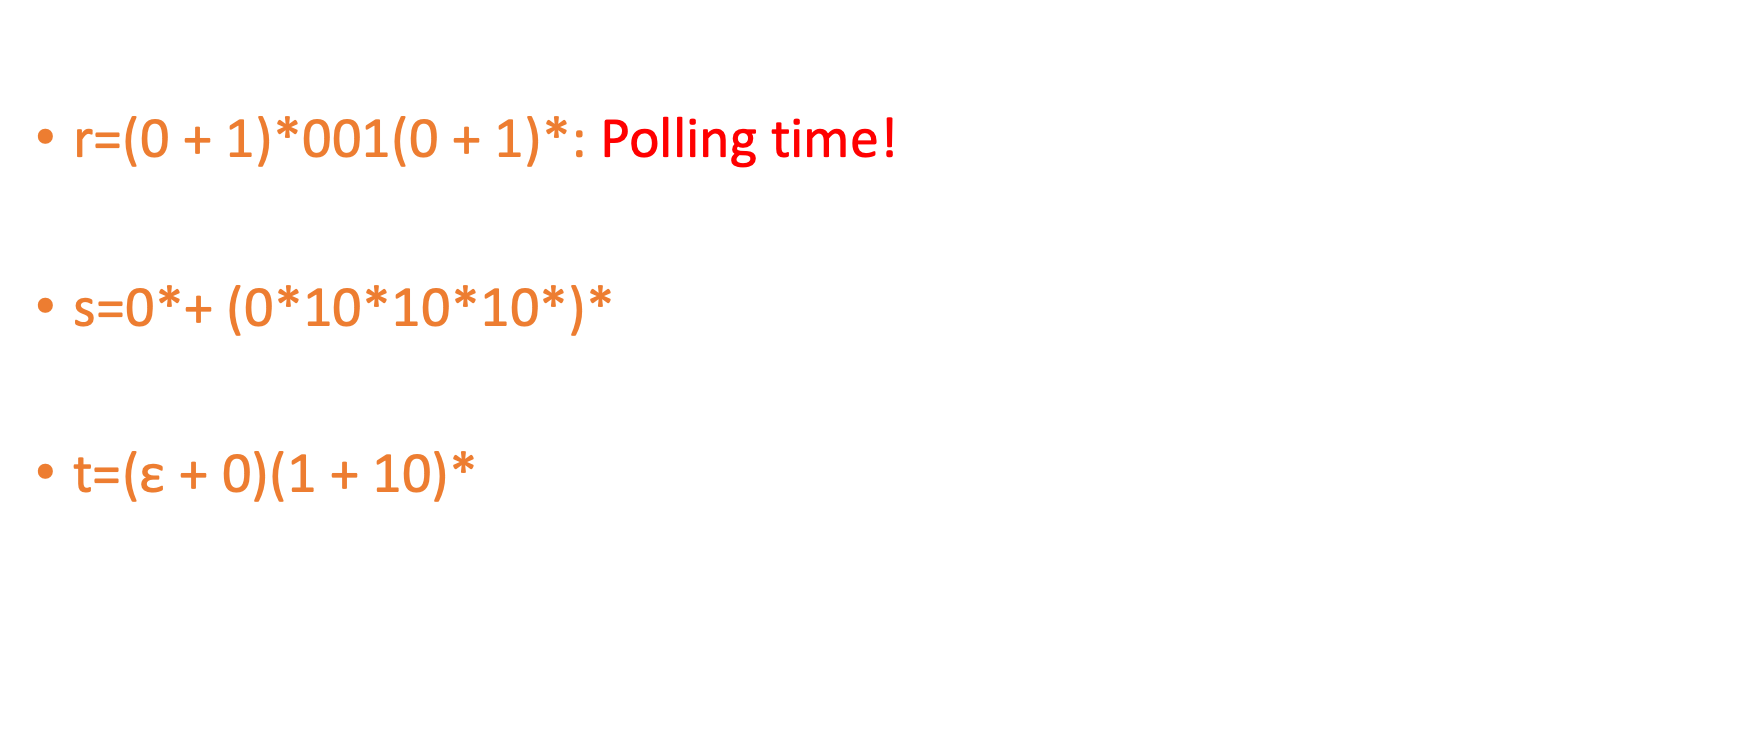 • r=(0 + 1)*001(0 + 1)*: Polling time!
• s=0*+ (0*10*10*10*)*
• t=(ε + 0)(1 + 10)*